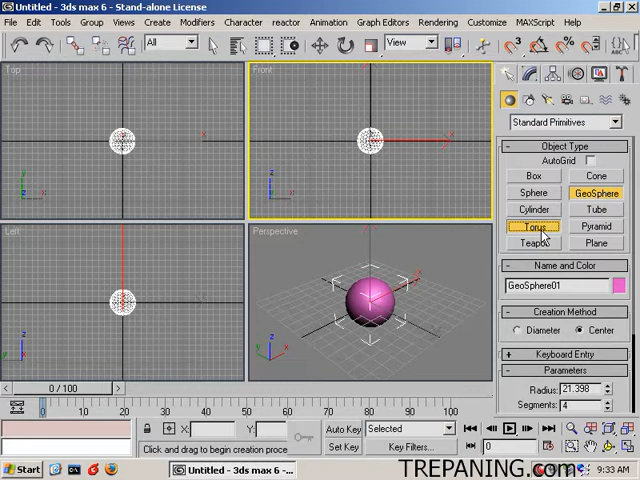 Untitled - 3ds max 6 - Stand-alone License
File Edit Tools Group Views Create Modifiers Character reactor Animation Graph Editors Rendering Customize MAXScript Help
All
View
Top
Front
Left
Perspective
Standard Primitives
Object Type
AutoGrid
Box Cone
Sphere GeoSphere
Cylinder Tube
Torus Pyramid
Teapot Plane
Name and Color
GeoSphere01
Creation Method
Diameter Center
Keyboard Entry
Parameters
Radius: 21.398
Segments: 4
0 / 100
0 10 20 30 40 50 60 70 80 90 100
X: Y: Auto Key Selected
Click and drag to begin creation proce Set Key Key Filters... 0
Start Untitled - 3ds max 6 -... 9:33 AM
TREPANING.com